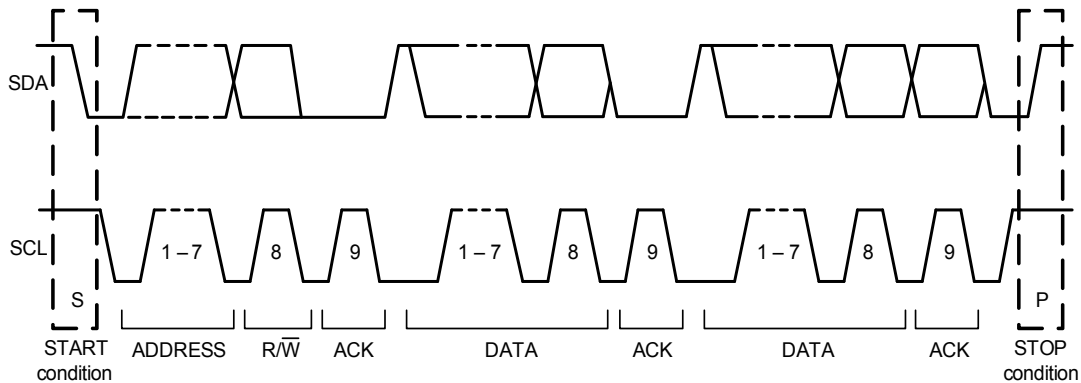 SDA
SCL
1 – 7
8
9
1 – 7
8
9
1 – 7
8
9
S
P
START
condition
ADDRESS
R/W̅
ACK
DATA
ACK
DATA
ACK
STOP
condition